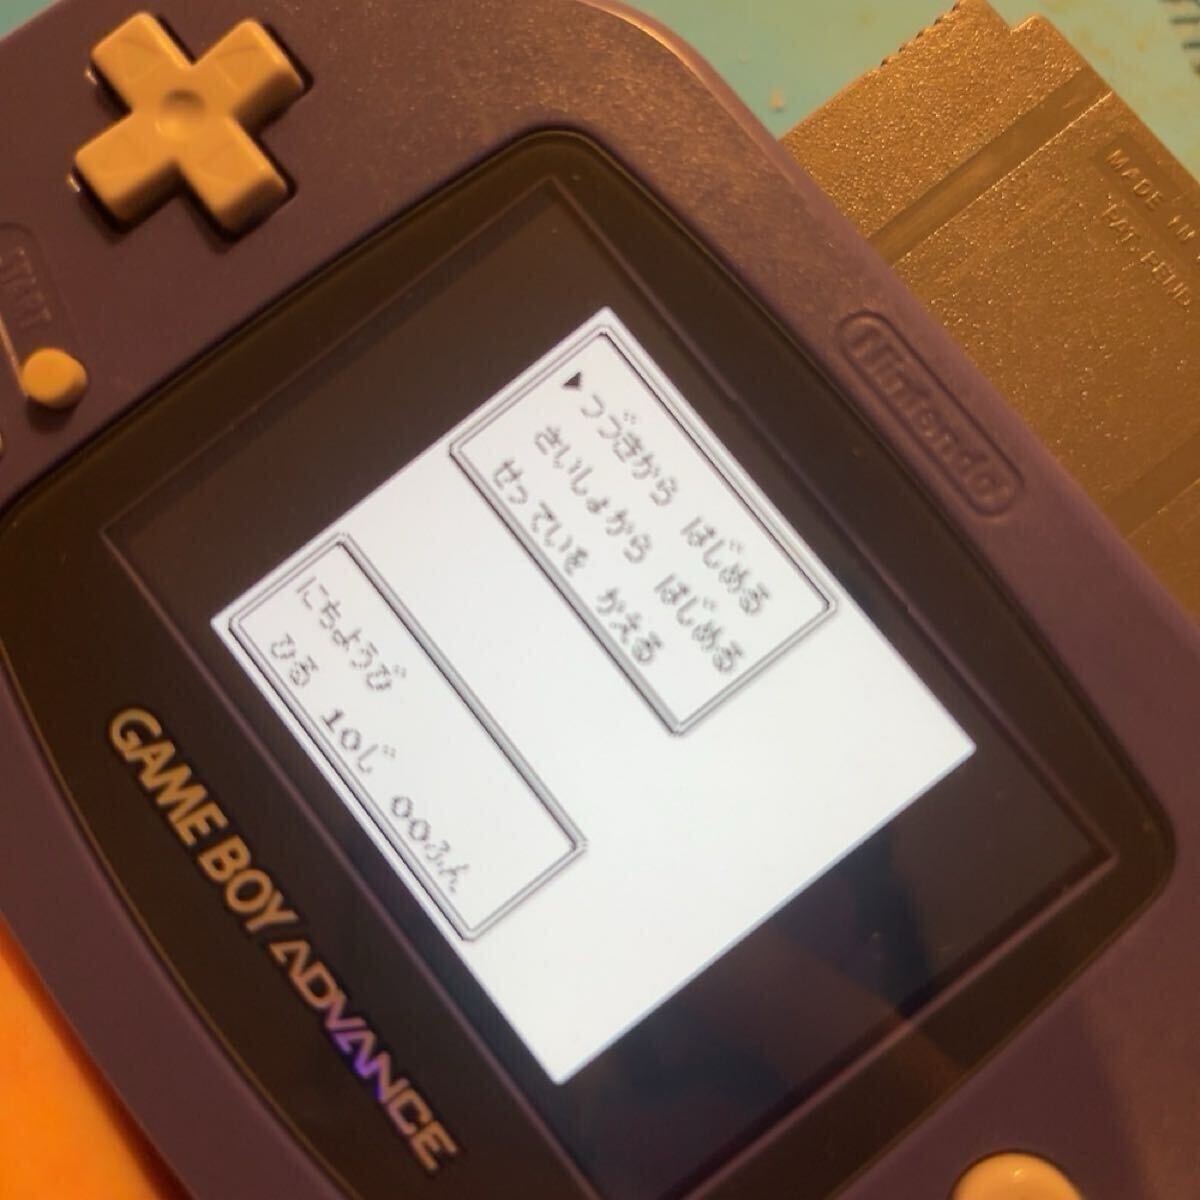 ▶つづきから はじめる
さいしょから はじめる
せっていを かえる
にちようび
ひる 10じ 00ふん
GAME BOY ADVANCE
Nintendo
START
MADE IN
PAT. PEND